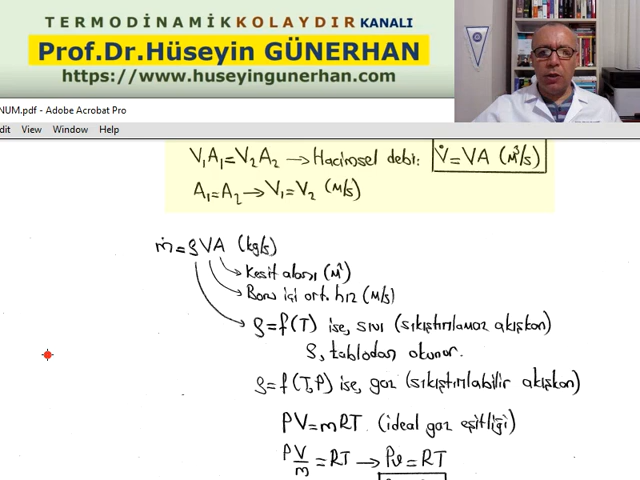 TERMODİNAMİKKOLAYDIR KANALI
Prof.Dr.Hüseyin GÜNERHAN
https://www.huseyingunerhan.com
NUM.pdf - Adobe Acrobat Pro
dit View Window Help
V₁A₁=V₂A₂ → Hacimsel debi: V̇=VA (m³/s)
A₁=A₂ → V₁=V₂ (m/s)
ṁ=ρVA (kg/s)
Kesit alanı (m²)
Boru içi ort. hız (m/s)
ρ=f(T) ise, sıvı (sıkıştırılamaz akışkan)
ρ, tablodan okunur.
ρ=f(T,P) ise, gaz (sıkıştırılabilir akışkan)
PV=mRT (ideal gaz eşitliği)
PV/m=RT → Pv=RT